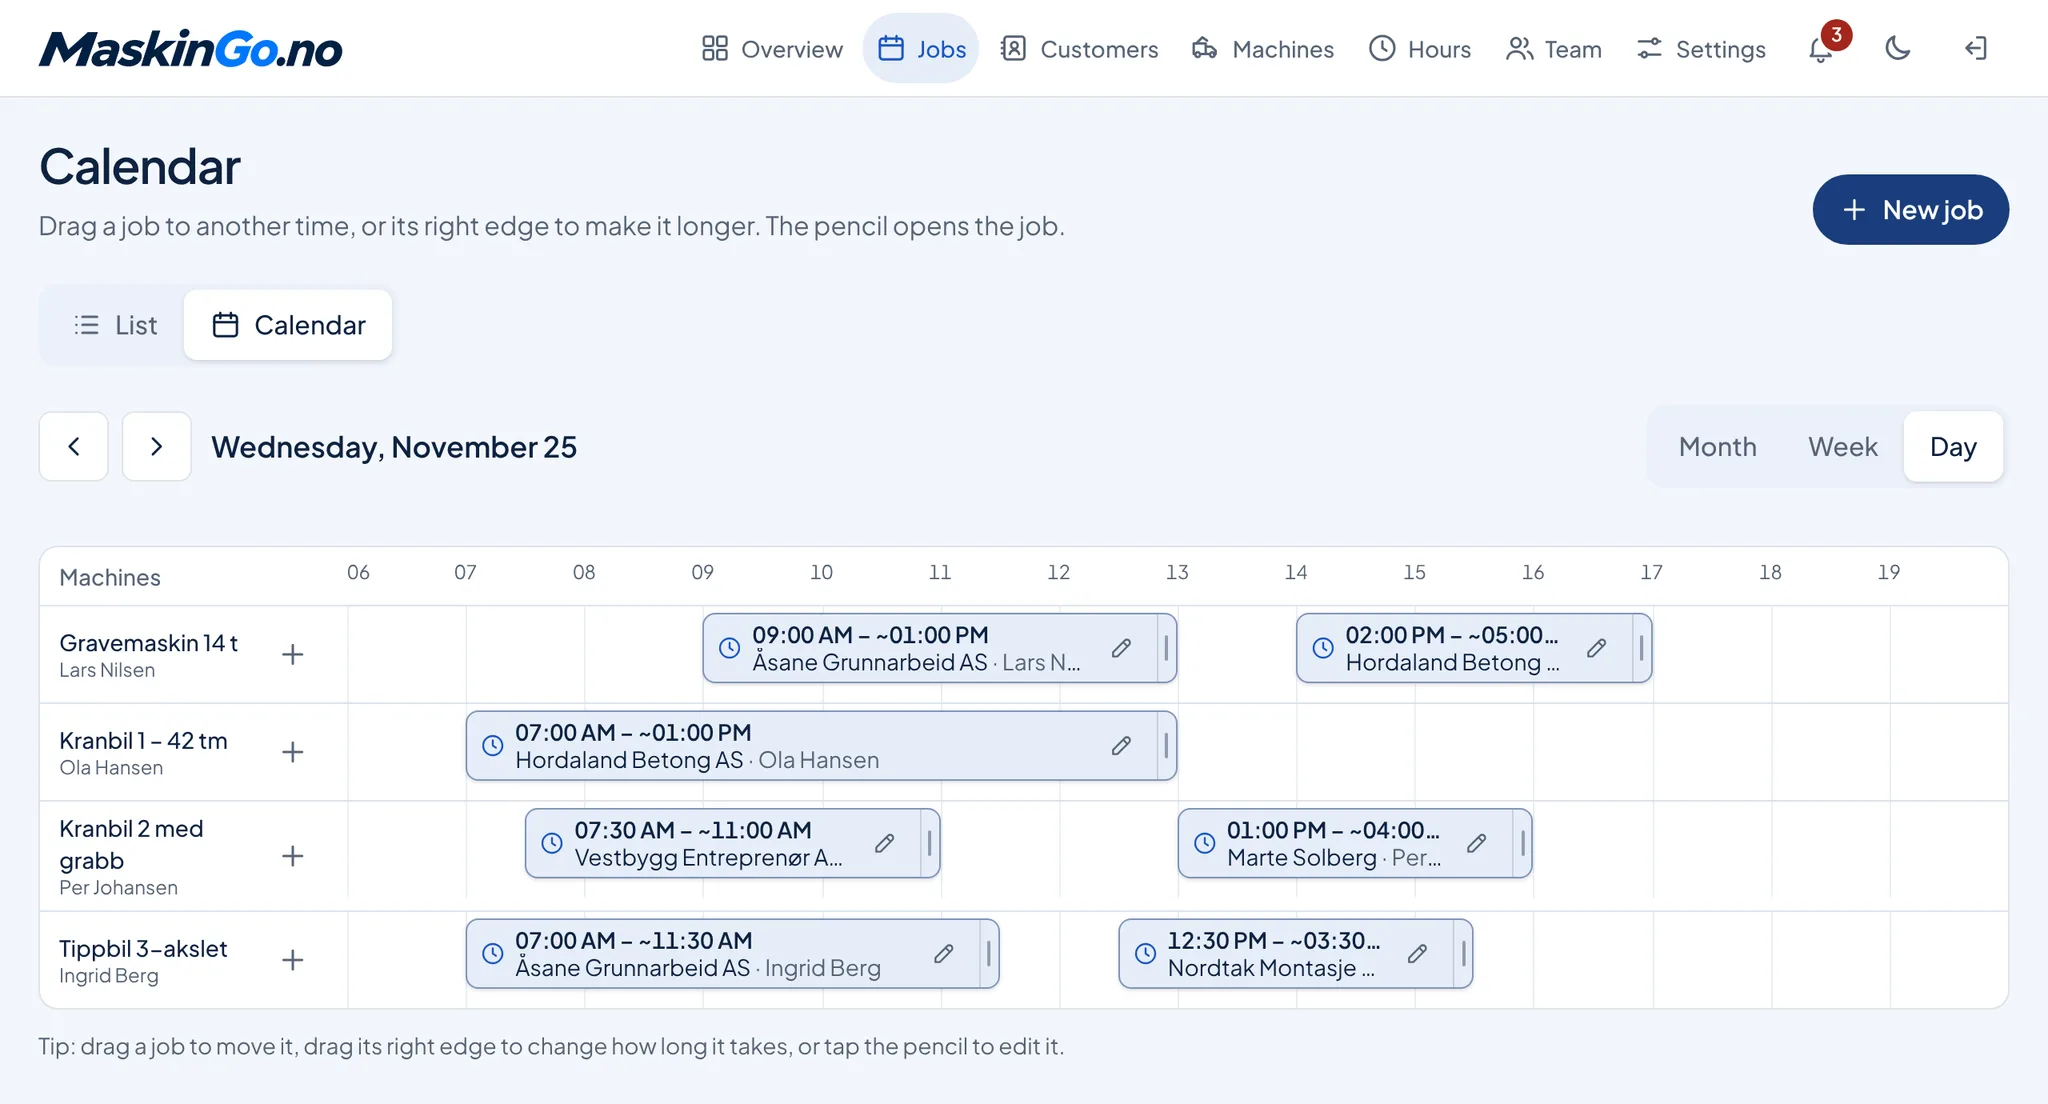 MaskinGo.no
Overview
Jobs
Customers
Machines
Hours
Team
Settings
3
Calendar
Drag a job to another time, or its right edge to make it longer. The pencil opens the job.
New job
List
Calendar
Wednesday, November 25
Month
Week
Day
Machines
06 07 08 09 10 11 12 13 14 15 16 17 18 19
Gravemaskin 14 t
Lars Nilsen
09:00 AM – ~01:00 PM
Åsane Grunnarbeid AS · Lars N...
02:00 PM – ~05:00...
Hordaland Betong ...
Kranbil 1 – 42 tm
Ola Hansen
07:00 AM – ~01:00 PM
Hordaland Betong AS · Ola Hansen
Kranbil 2 med
grabb
Per Johansen
07:30 AM – ~11:00 AM
Vestbygg Entreprenør A...
01:00 PM – ~04:00...
Marte Solberg · Per...
Tippbil 3-akslet
Ingrid Berg
07:00 AM – ~11:30 AM
Åsane Grunnarbeid AS · Ingrid Berg
12:30 PM – ~03:30...
Nordtak Montasje ...
Tip: drag a job to move it, drag its right edge to change how long it takes, or tap the pencil to edit it.